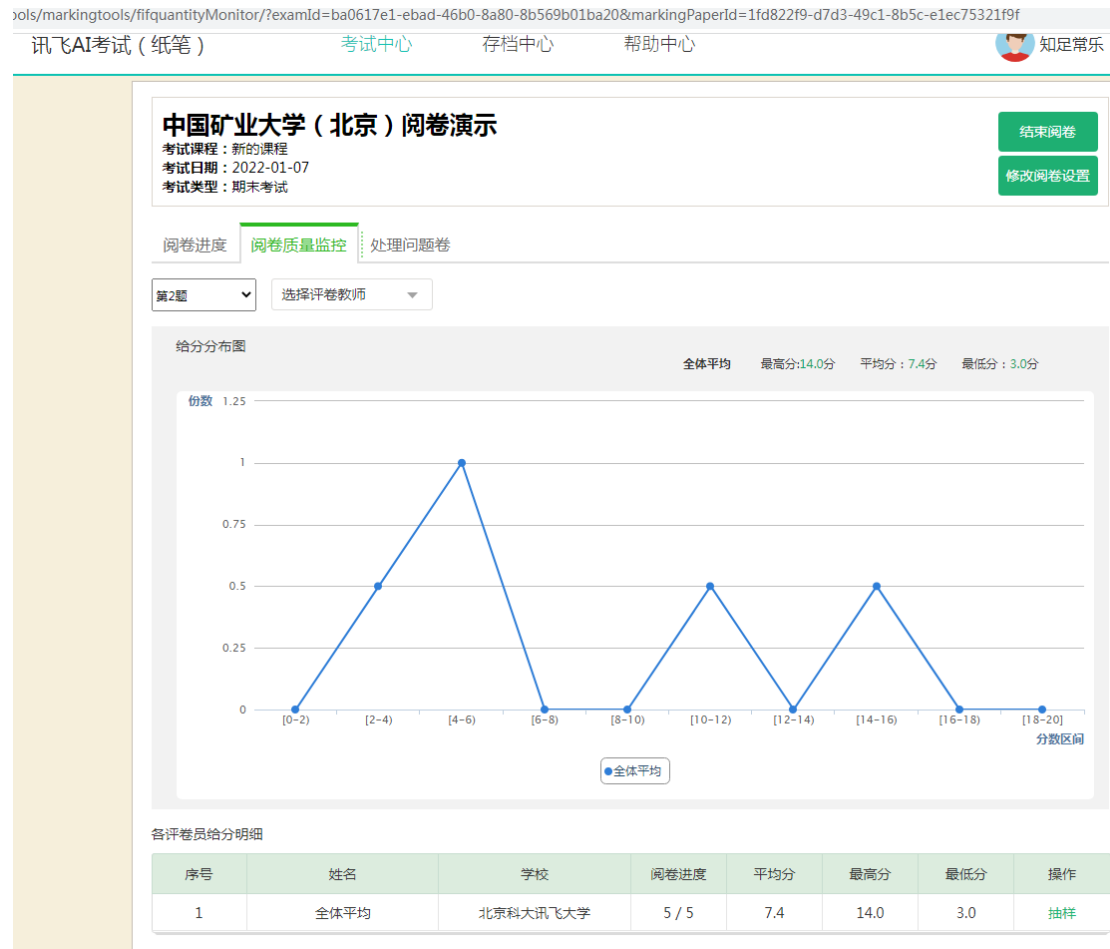 ools/markingtools/fifquantityMonitor/?examId=ba0617e1-ebad-46b0-8a80-8b569b01ba20&markingPaperId=1fd822f9-d7d3-49c1-8b5c-e1ec75321f9f
讯飞AI考试（纸笔） 考试中心 存档中心 帮助中心 知足常乐
中国矿业大学（北京）阅卷演示
结束阅卷
考试课程：新的课程
考试日期：2022-01-07
修改阅卷设置
考试类型：期末考试
阅卷进度 阅卷质量监控 处理问题卷
第2题 选择评卷教师
给分分布图
全体平均 最高分:14.0分 平均分：7.4分 最低分：3.0分
份数 1.25
1
0.75
0.5
0.25
0
[0-2) [2-4) [4-6) [6-8) [8-10) [10-12) [12-14) [14-16) [16-18) [18-20]
分数区间
全体平均
各评卷员给分明细
序号 姓名 学校 阅卷进度 平均分 最高分 最低分 操作
1 全体平均 北京科大讯飞大学 5 / 5 7.4 14.0 3.0 抽样